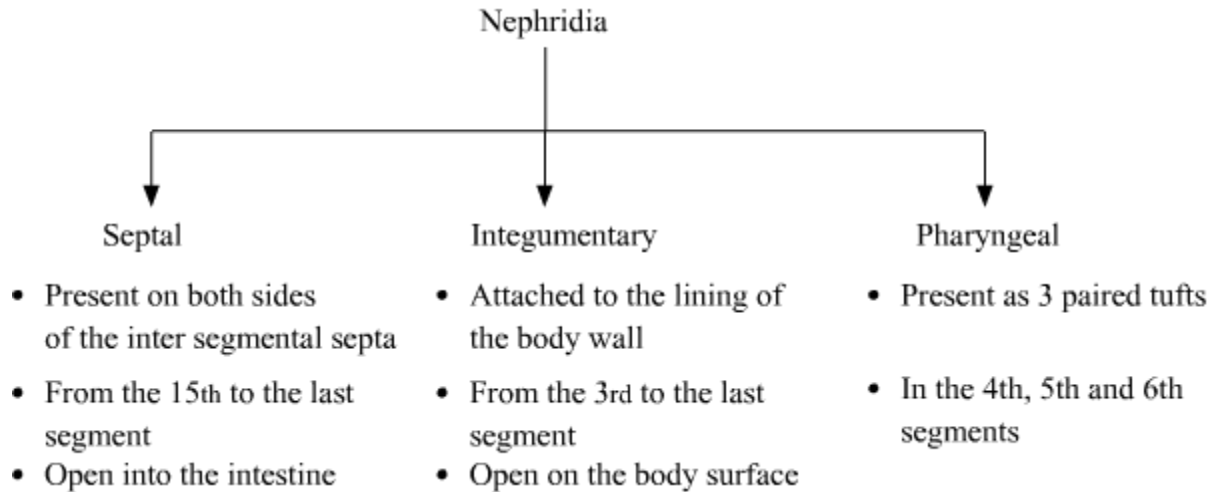 Nephridia
Septal
• Present on both sides
of the inter segmental septa
• From the 15th to the last
segment
• Open into the intestine
Integumentary
• Attached to the lining of
the body wall
• From the 3rd to the last
segment
• Open on the body surface
Pharyngeal
• Present as 3 paired tufts
• In the 4th, 5th and 6th
segments